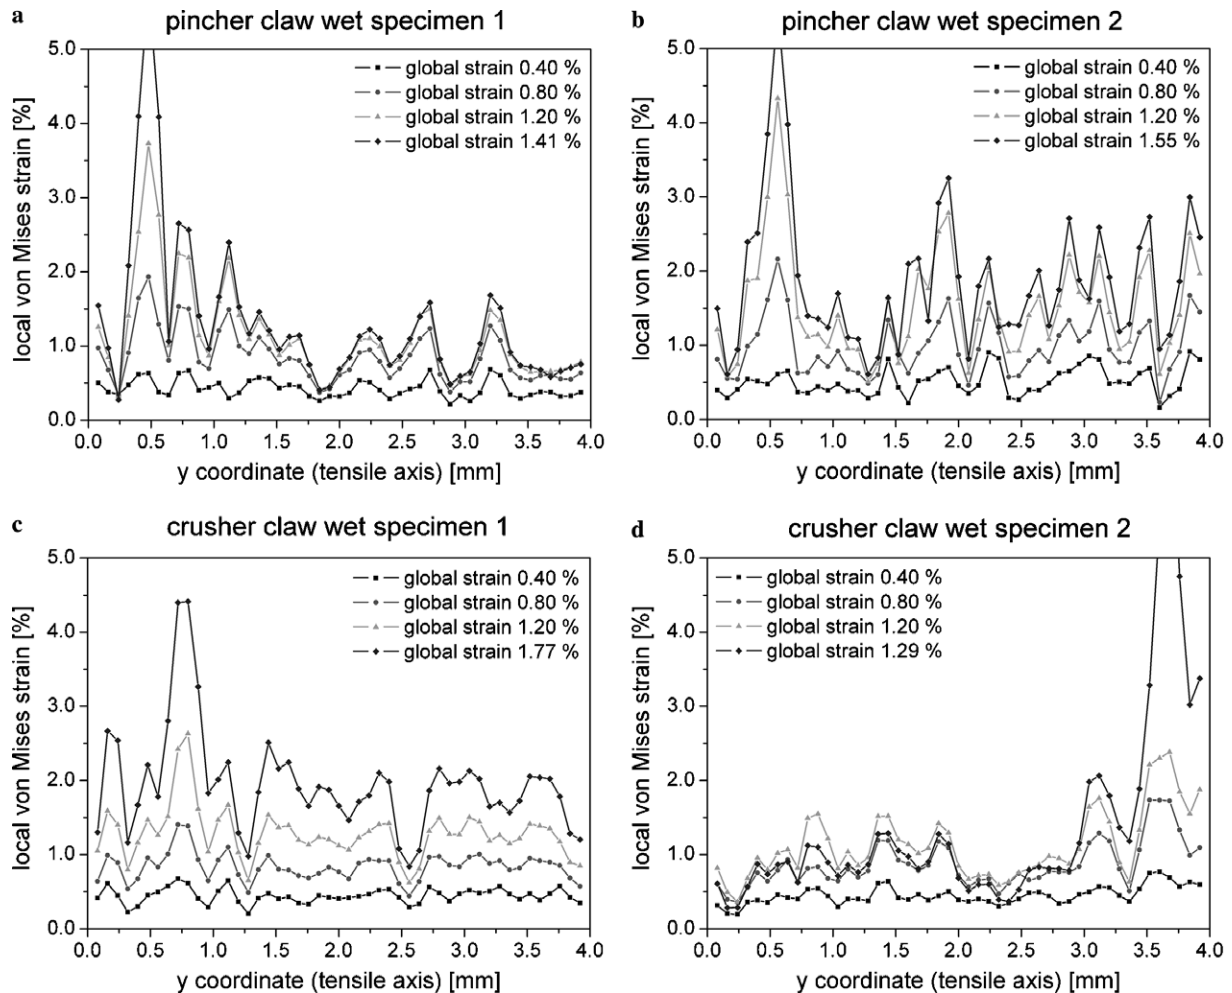 a pincher claw wet specimen 1
5.0
4.0
3.0
2.0
1.0
0.0
local von Mises strain [%]
global strain 0.40 %
global strain 0.80 %
global strain 1.20 %
global strain 1.41 %
0.0 0.5 1.0 1.5 2.0 2.5 3.0 3.5 4.0
y coordinate (tensile axis) [mm]
b pincher claw wet specimen 2
5.0
4.0
3.0
2.0
1.0
0.0
local von Mises strain [%]
global strain 0.40 %
global strain 0.80 %
global strain 1.20 %
global strain 1.55 %
0.0 0.5 1.0 1.5 2.0 2.5 3.0 3.5 4.0
y coordinate (tensile axis) [mm]
c crusher claw wet specimen 1
5.0
4.0
3.0
2.0
1.0
0.0
local von Mises strain [%]
global strain 0.40 %
global strain 0.80 %
global strain 1.20 %
global strain 1.77 %
0.0 0.5 1.0 1.5 2.0 2.5 3.0 3.5 4.0
y coordinate (tensile axis) [mm]
d crusher claw wet specimen 2
5.0
4.0
3.0
2.0
1.0
0.0
local von Mises strain [%]
global strain 0.40 %
global strain 0.80 %
global strain 1.20 %
global strain 1.29 %
0.0 0.5 1.0 1.5 2.0 2.5 3.0 3.5 4.0
y coordinate (tensile axis) [mm]